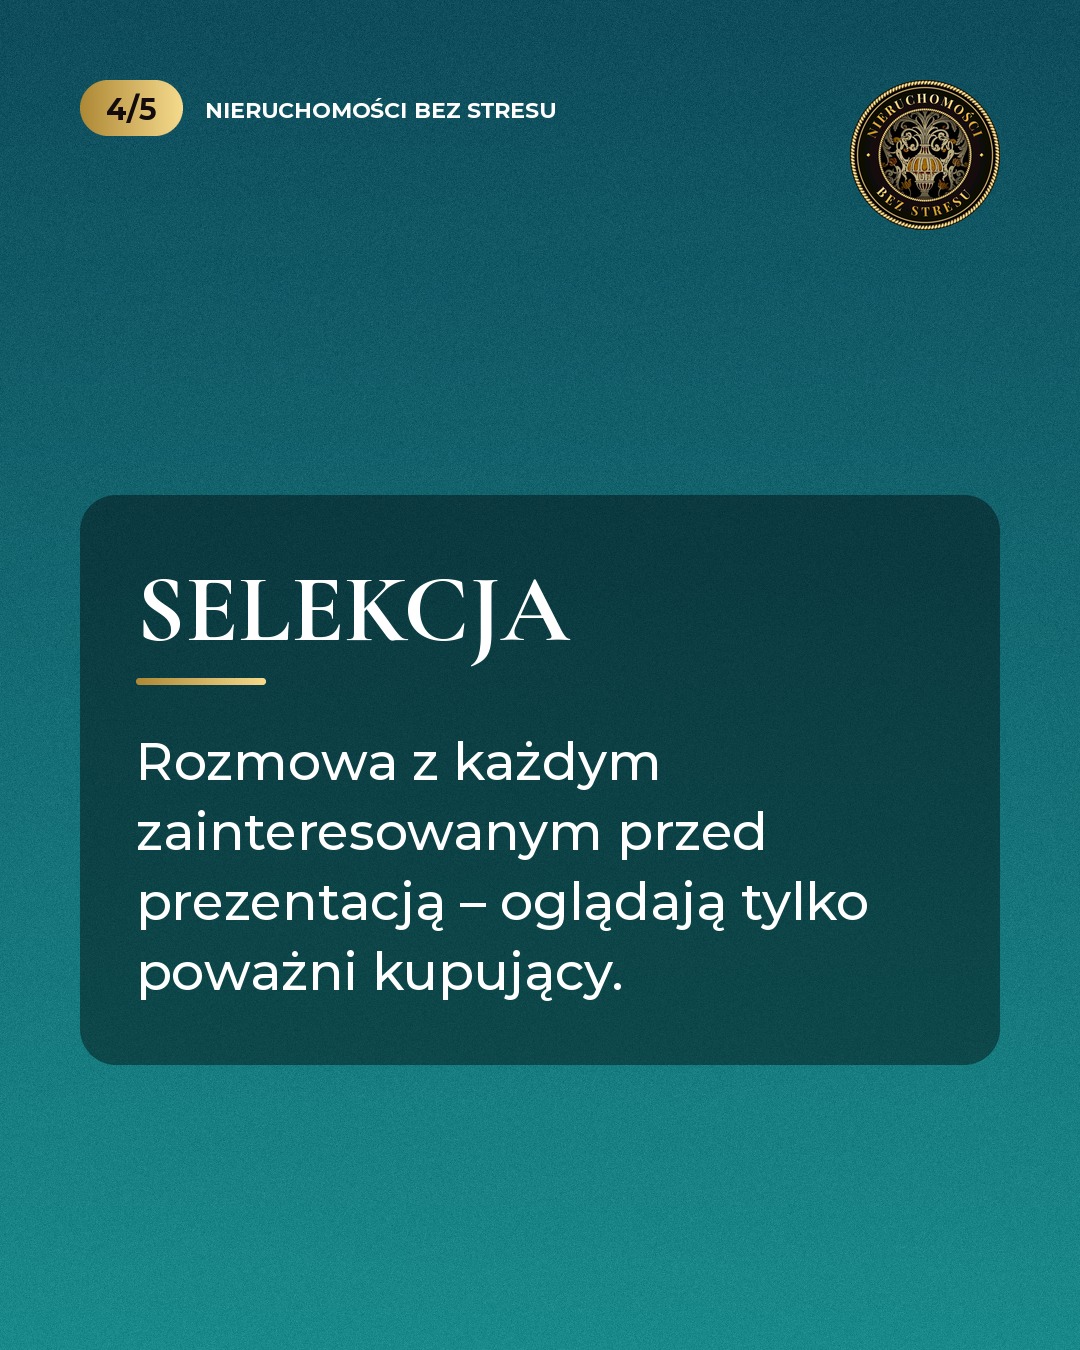 4/5
NIERUCHOMOŚCI BEZ STRESU
NIERUCHOMOŚCI
BEZ STRESU
SELEKCJA
Rozmowa z każdym
zainteresowanym przed
prezentacją – oglądają tylko
poważni kupujący.